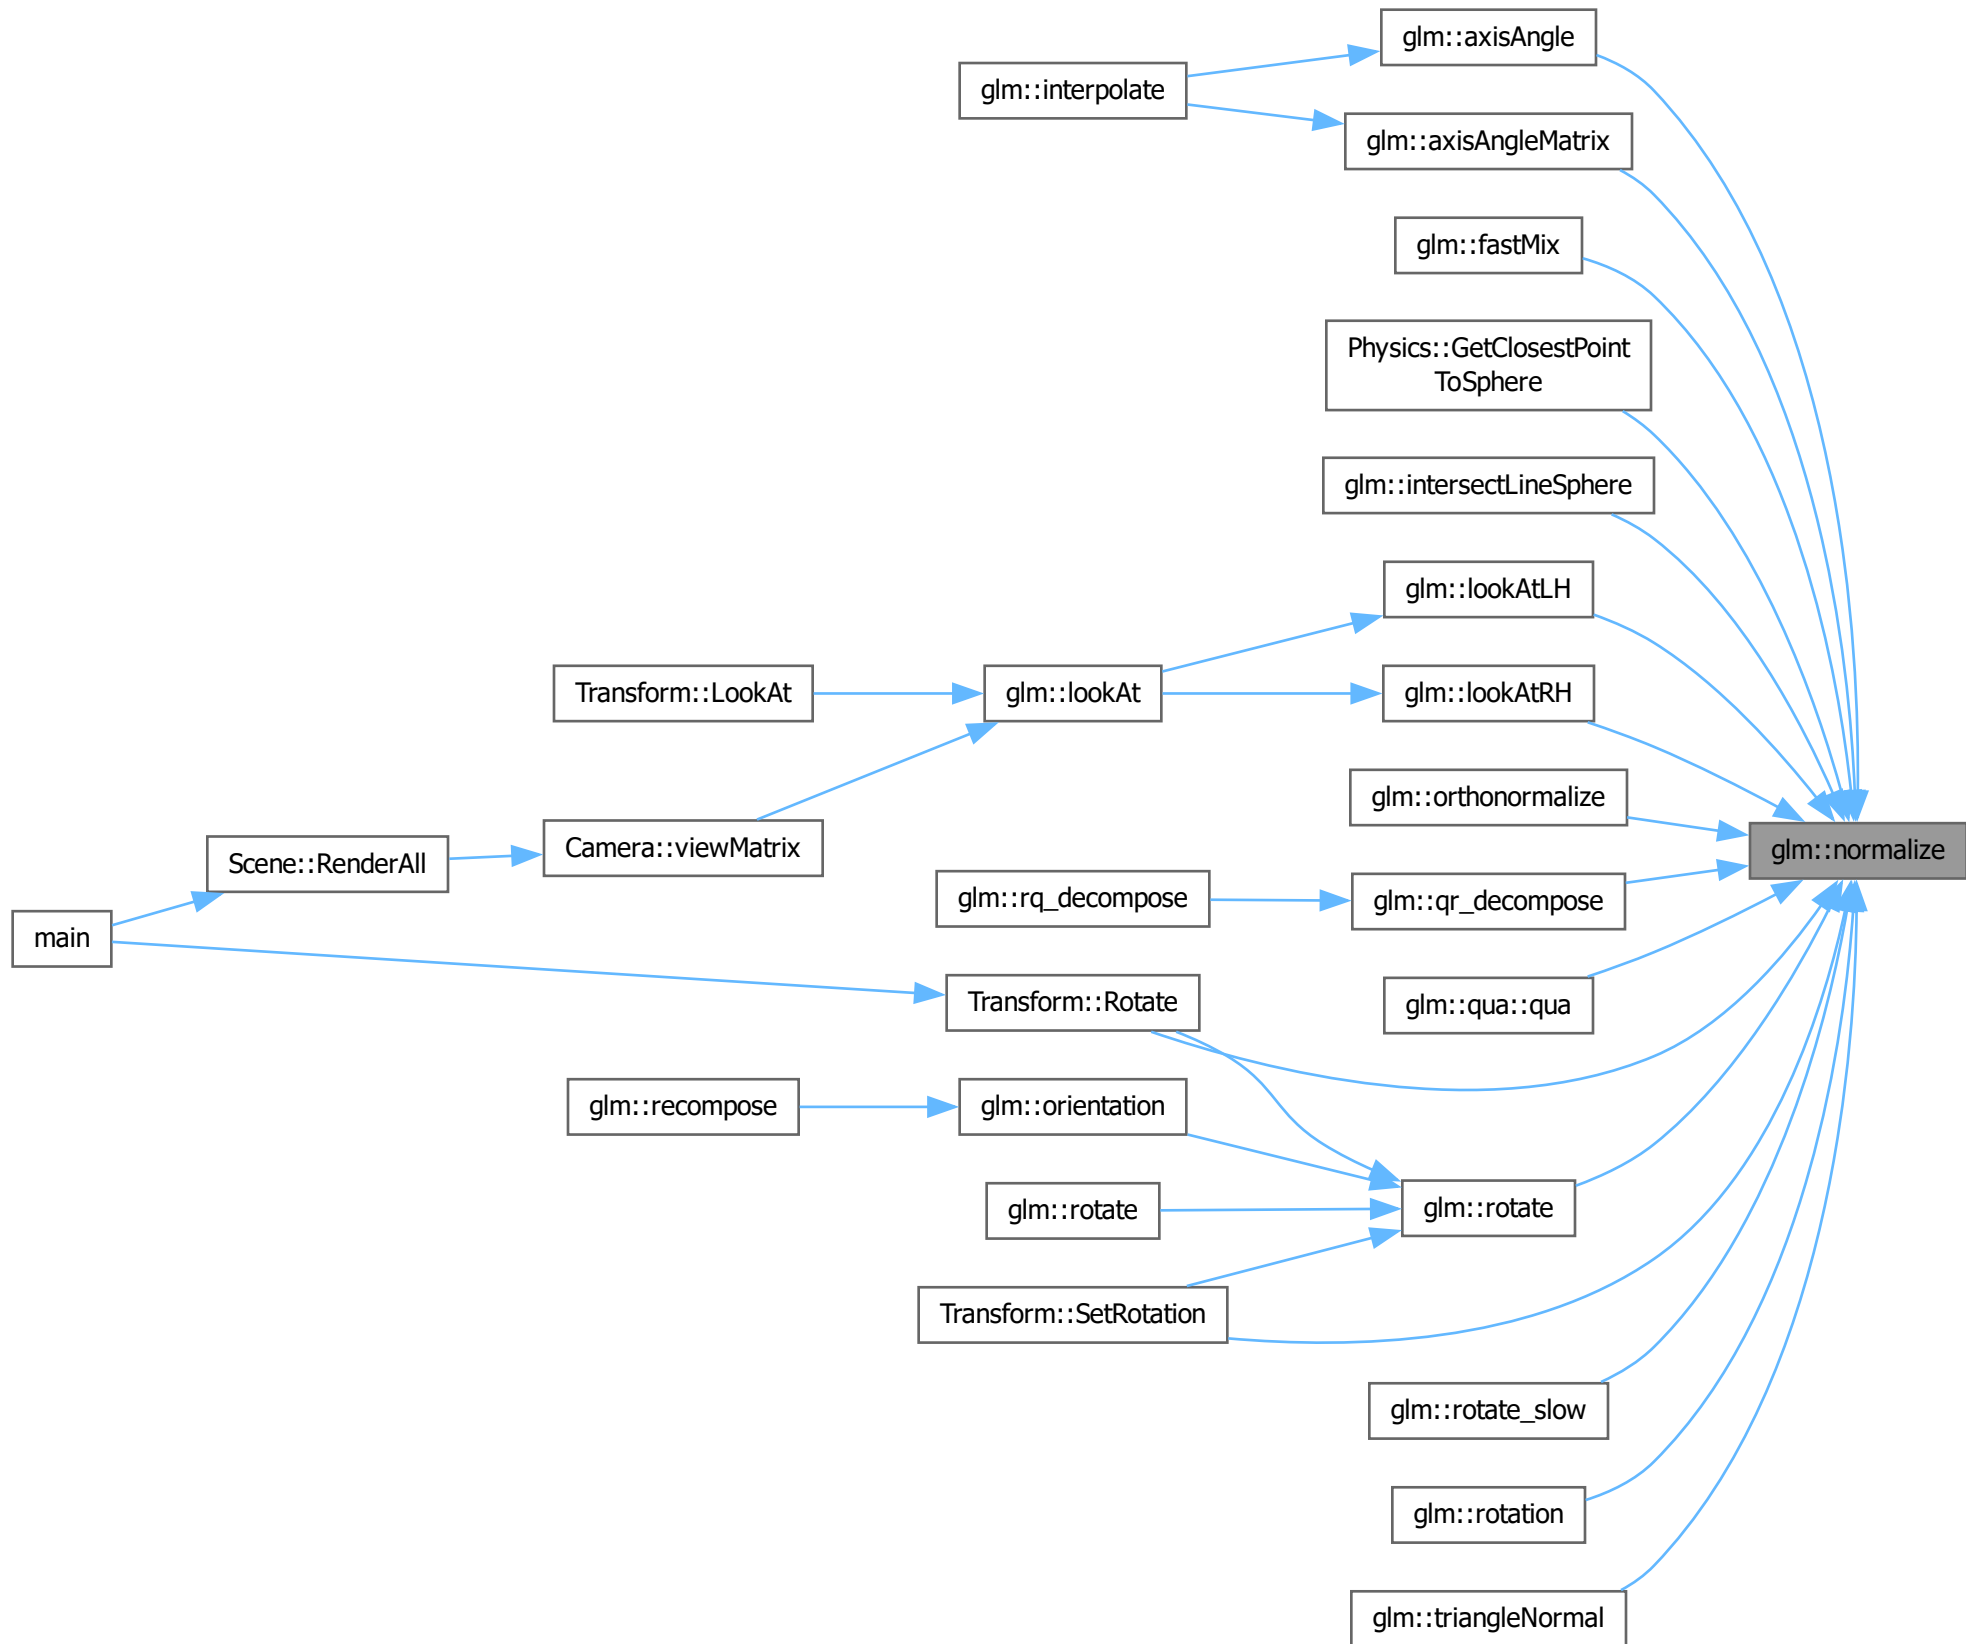 glm::axisAngle
glm::interpolate
glm::axisAngleMatrix
glm::fastMix
Physics::GetClosestPoint
ToSphere
glm::intersectLineSphere
glm::lookAtLH
Transform::LookAt
glm::lookAt
glm::lookAtRH
glm::orthonormalize
Camera::viewMatrix
glm::normalize
Scene::RenderAll
glm::rq_decompose
glm::qr_decompose
main
Transform::Rotate
glm::qua::qua
glm::recompose
glm::orientation
glm::rotate
glm::rotate
Transform::SetRotation
glm::rotate_slow
glm::rotation
glm::triangleNormal